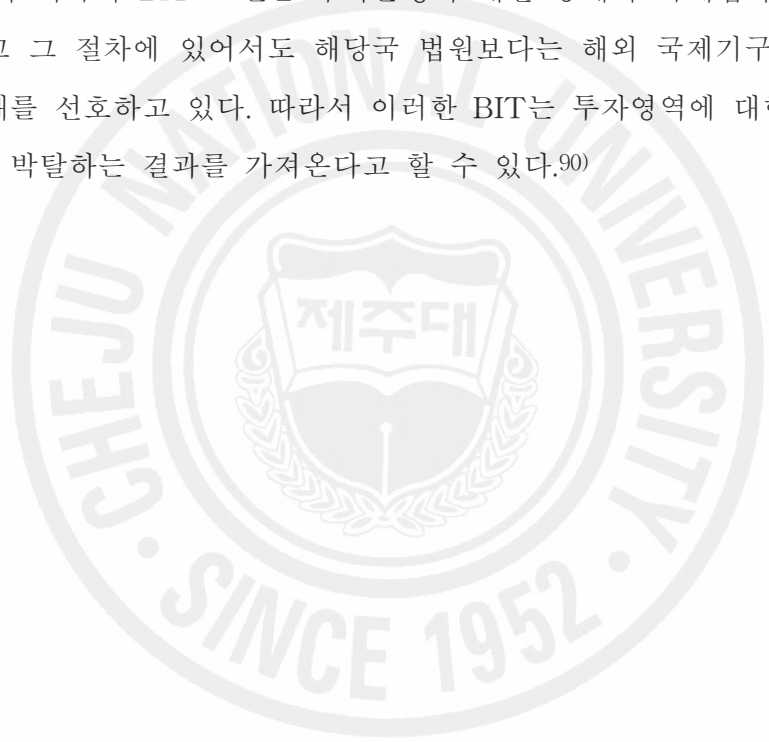 그 절차에 있어서도 해당국 법원보다는 해외 국제기구
를 선호하고 있다. 따라서 이러한 BIT는 투자영역에 대한
박탈하는 결과를 가져온다고 할 수 있다.90)
CHEJU NATIONAL UNIVERSITY
제주대
· SINCE 1952 ·